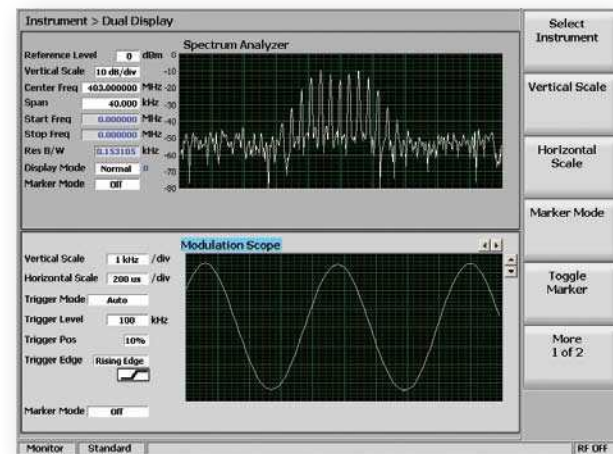 Instrument > Dual Display
Reference Level 0 dBm
Vertical Scale 10 dB/div
Center Freq 403.000000 MHz
Span 40.000 kHz
Start Freq 0.000000 MHz
Stop Freq 0.000000 MHz
Res B/W 0.153105 kHz
Display Mode Normal 0
Marker Mode Off
Spectrum Analyzer
0
-10
-20
-30
-40
-50
-60
-70
-80
Vertical Scale 1 kHz /div
Horizontal Scale 200 us /div
Trigger Mode Auto
Trigger Level 100 kHz
Trigger Pos 10%
Trigger Edge Rising Edge
Marker Mode Off
Modulation Scope
Select
Instrument
Vertical Scale
Horizontal
Scale
Marker Mode
Toggle
Marker
More
1 of 2
Monitor Standard RF OFF